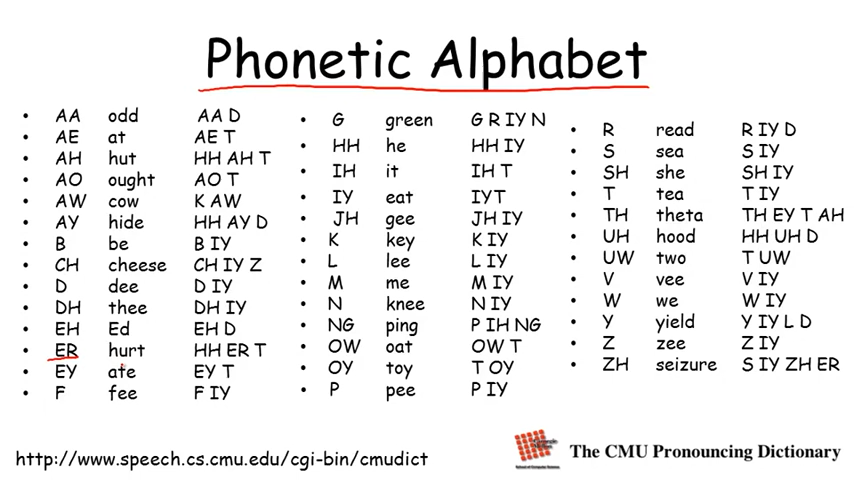 Phonetic Alphabet
• AA odd AA D
• AE at AE T
• AH hut HH AH T
• AO ought AO T
• AW cow K AW
• AY hide HH AY D
• B be B IY
• CH cheese CH IY Z
• D dee D IY
• DH thee DH IY
• EH Ed EH D
• ER hurt HH ER T
• EY ate EY T
• F fee F IY
• G green G R IY N
• HH he HH IY
• IH it IH T
• IY eat IY T
• JH gee JH IY
• K key K IY
• L lee L IY
• M me M IY
• N knee N IY
• NG ping P IH NG
• OW oat OW T
• OY toy T OY
• P pee P IY
• R read R IY D
• S sea S IY
• SH she SH IY
• T tea T IY
• TH theta TH EY T AH
• UH hood HH UH D
• UW two T UW
• V vee V IY
• W we W IY
• Y yield Y IY L D
• Z zee Z IY
• ZH seizure S IY ZH ER
http://www.speech.cs.cmu.edu/cgi-bin/cmudict
The CMU Pronouncing Dictionary